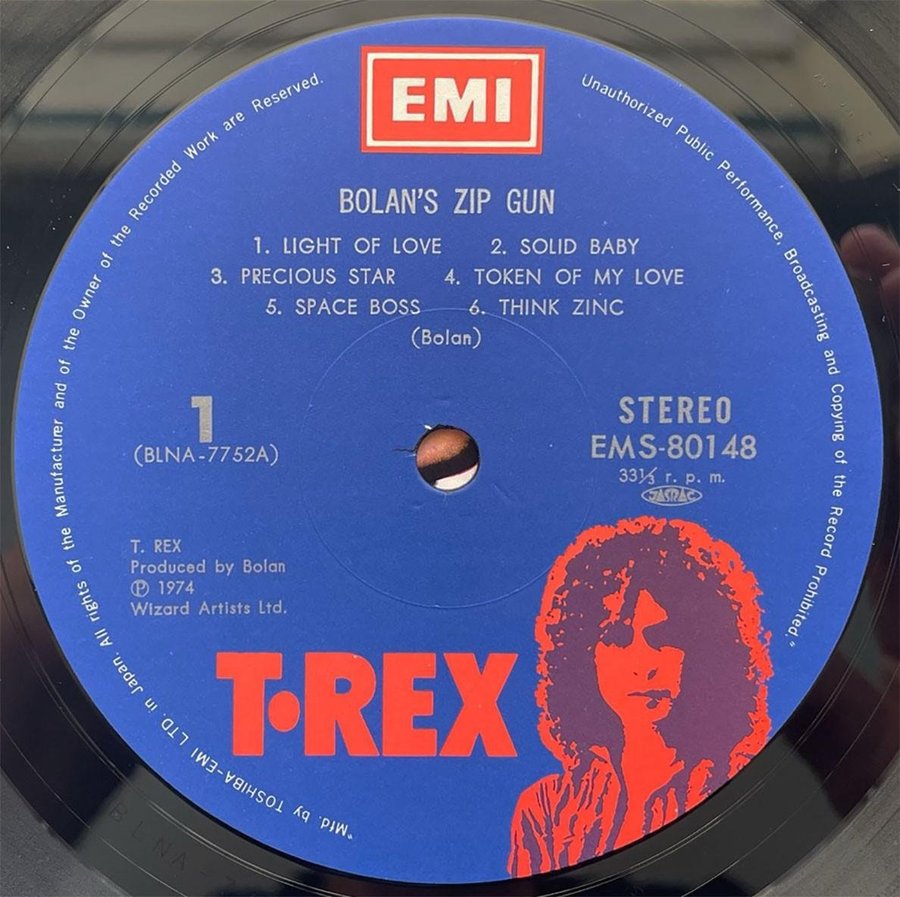 EMI
BOLAN'S ZIP GUN
1. LIGHT OF LOVE 2. SOLID BABY
3. PRECIOUS STAR 4. TOKEN OF MY LOVE
5. SPACE BOSS 6. THINK ZINC
(Bolan)
1
(BLNA-7752A)
STEREO
EMS-80148
33⅓ r. p. m.
JASRAC
T. REX
Produced by Bolan
Ⓟ 1974
Wizard Artists Ltd.
T•REX
"Mfd. by TOSHIBA-EMI LTD. in Japan. All rights of the Manufacturer and of the Owner of the Recorded Work are Reserved. Unauthorized Public Performance, Broadcasting and Copying of the Record Prohibited."